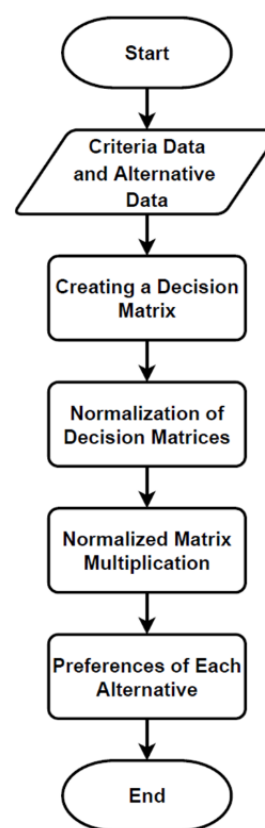 Start
Criteria Data
and Alternative
Data
Creating a Decision
Matrix
Normalization of
Decision Matrices
Normalized Matrix
Multiplication
Preferences of Each
Alternative
End